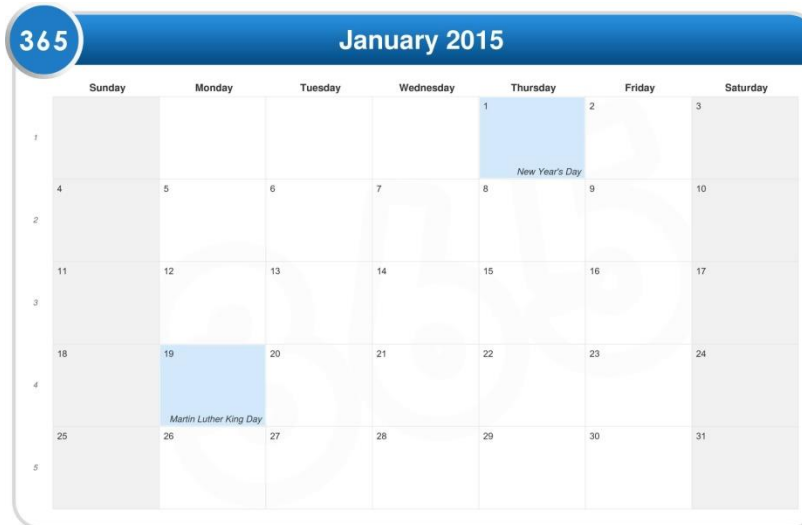 365
January 2015
Sunday Monday Tuesday Wednesday Thursday Friday Saturday
1 1 2 3
New Year's Day
2 4 5 6 7 8 9 10
3 11 12 13 14 15 16 17
4 18 19 20 21 22 23 24
Martin Luther King Day
5 25 26 27 28 29 30 31
365